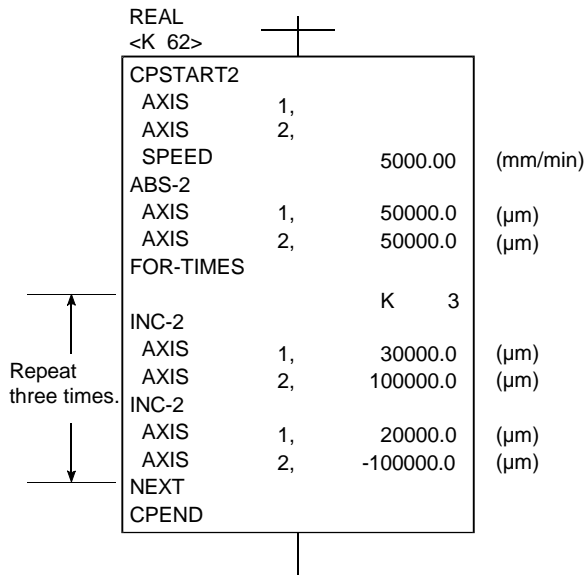 REAL
<K 62>
CPSTART2
AXIS 1,
AXIS 2,
SPEED 5000.00 (mm/min)
ABS-2
AXIS 1, 50000.0 (μm)
AXIS 2, 50000.0 (μm)
FOR-TIMES
K 3
INC-2
AXIS 1, 30000.0 (μm)
AXIS 2, 100000.0 (μm)
INC-2
AXIS 1, 20000.0 (μm)
AXIS 2, -100000.0 (μm)
NEXT
CPEND
Repeat
three times.